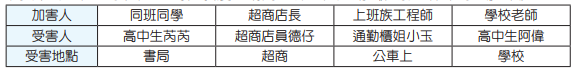 加害人 同班同學 超商店長 上班族工程師 學校老師
受害人 高中生芮芮 超商店員德仔 通勤櫃姐小玉 高中生阿偉
受害地點 書局 超商 公車上 學校